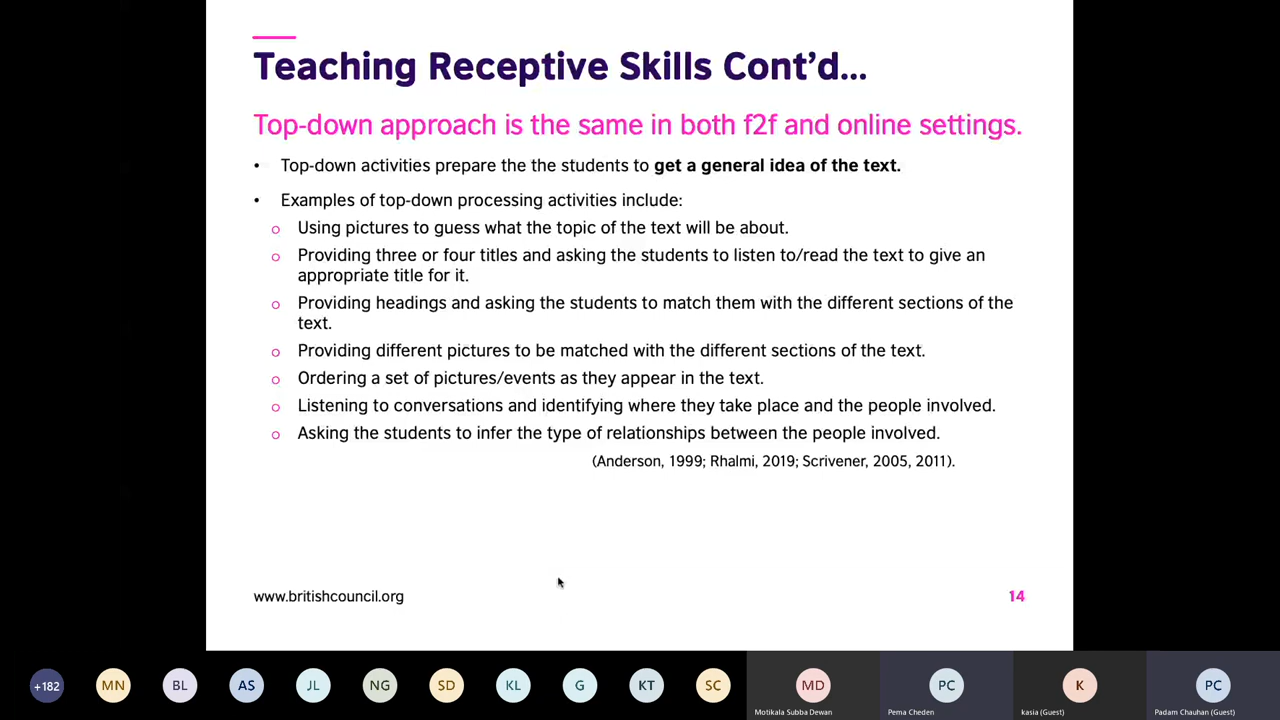 Teaching Receptive Skills Cont’d...
Top-down approach is the same in both f2f and online settings.
• Top-down activities prepare the the students to get a general idea of the text.
• Examples of top-down processing activities include:
o Using pictures to guess what the topic of the text will be about.
o Providing three or four titles and asking the students to listen to/read the text to give an
appropriate title for it.
o Providing headings and asking the students to match them with the different sections of the
text.
o Providing different pictures to be matched with the different sections of the text.
o Ordering a set of pictures/events as they appear in the text.
o Listening to conversations and identifying where they take place and the people involved.
o Asking the students to infer the type of relationships between the people involved.
(Anderson, 1999; Rhalmi, 2019; Scrivener, 2005, 2011).
www.britishcouncil.org 14
+182 MN BL AS JL NG SD KL G KT SC MD PC K PC
Motikala Subba Dewan Pema Cheden kasia (Guest) Padam Chauhan (Guest)